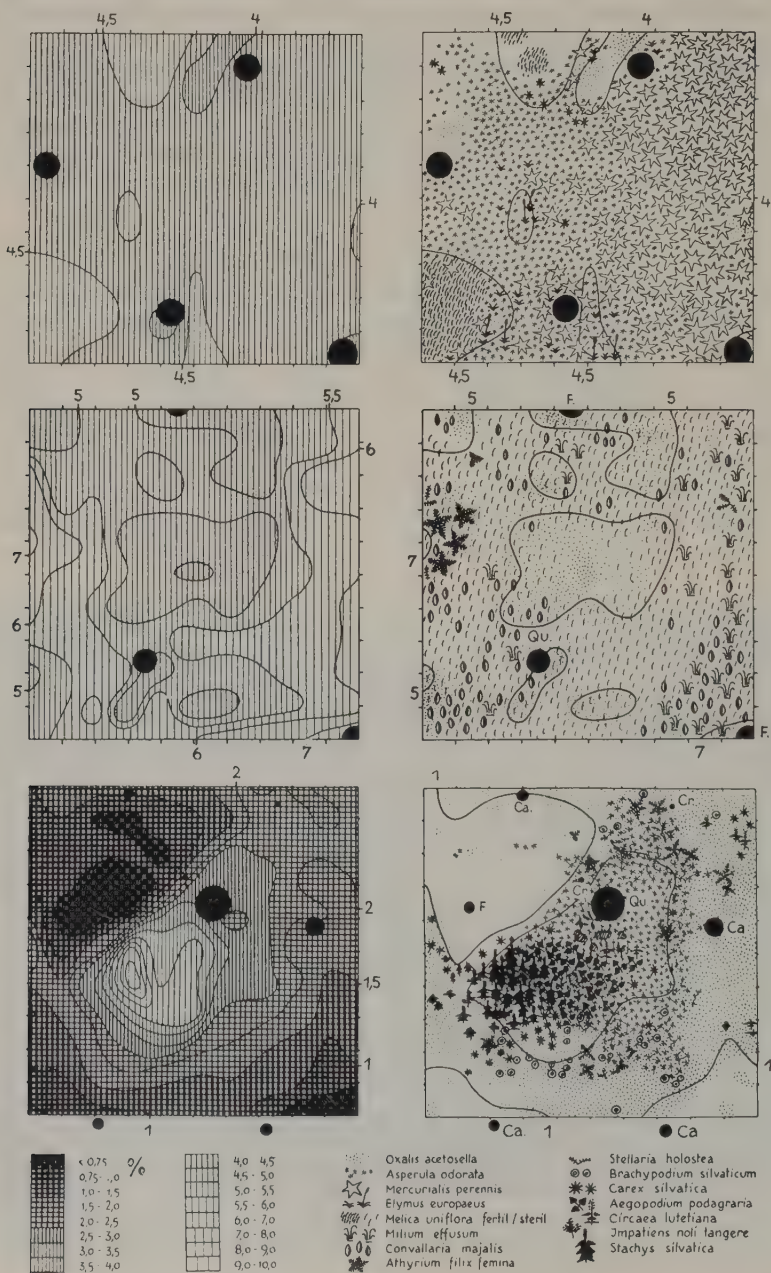 4,5 4
4,5 4
4,5
4
4
4,5
4,5 4,5
5 5 5,5
5 F. 5
6
7
6
5
7
Qu.
5
6 7
7 F.
2
1
Ca. Cr.
Cr
F Qu
Ca
2
1,5
1
1
1
Ca. 1 Ca
< 0,75 %
0,75 - 1,0
1,0 - 1,5
1,5 - 2,0
2,0 - 2,5
2,5 - 3,0
3,0 - 3,5
3,5 - 4,0
4,0 4,5
4,5 - 5,0
5,0 - 5,5
5,5 - 6,0
6,0 - 7,0
7,0 - 8,0
8,0 - 9,0
9,0 - 10,0
Oxalis acetosella
Asperula odorata
Mercurialis perennis
Elymus europaeus
Melica uniflora fertil / steril
Milium effusum
Convallaria majalis
Athyrium filix femina
Stellaria holostea
Brachypodium silvaticum
Carex silvatica
Aegopodium podagraria
Circaea lutetiana
Impatiens noli tangere
Stachys silvatica